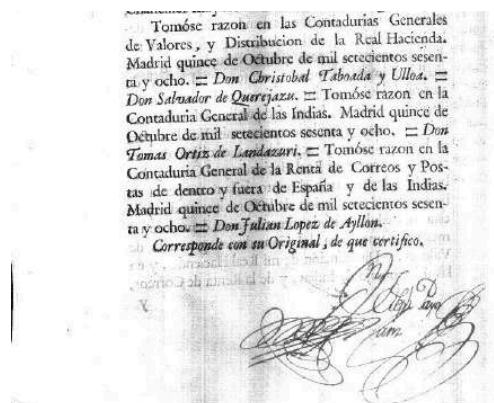 Tomóse razon en las Contadurias Generales
de Valores, y Distribucion de la Real Hacienda.
Madrid quince de Octubre de mil setecientos sesen-
ta y ocho. = Don Christobal Taboada y Ulloa. =
Don Salvador de Querejazu. = Tomóse razon en la
Contaduria General de las Indias. Madrid quince de
Octubre de mil setecientos sesenta y ocho. = Don
Tomas Ortiz de Landazuri. = Tomóse razon en la
Contaduria General de la Renta de Correos y Pos-
tas de dentro y fuera de España y de las Indias.
Madrid quince de Octubre de mil setecientos sesen-
ta y ocho. = Don Julian Lopez de Ayllon.
Corresponde con su Original, de que certifico.